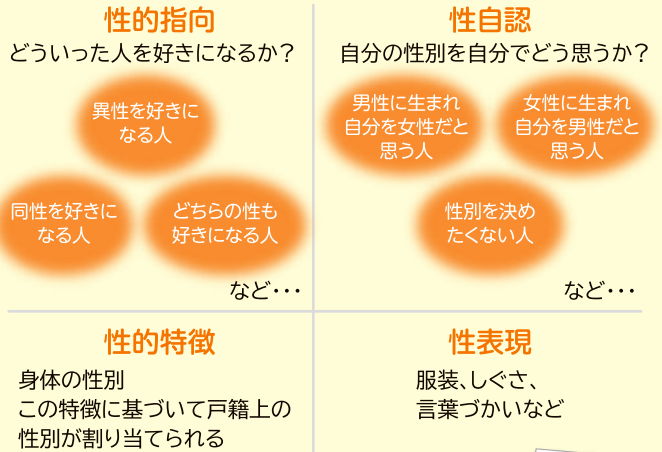 性的指向
どういった人を好きになるか?
異性を好きに
なる人
同性を好きに
なる人
どちらの性も
好きになる人
など・・・
性自認
自分の性別を自分でどう思うか?
男性に生まれ
自分を女性だと
思う人
女性に生まれ
自分を男性だと
思う人
性別を決め
たくない人
など・・・
性的特徴
身体の性別
この特徴に基づいて戸籍上の
性別が割り当てられる
性表現
服装、しぐさ、
言葉づかいなど